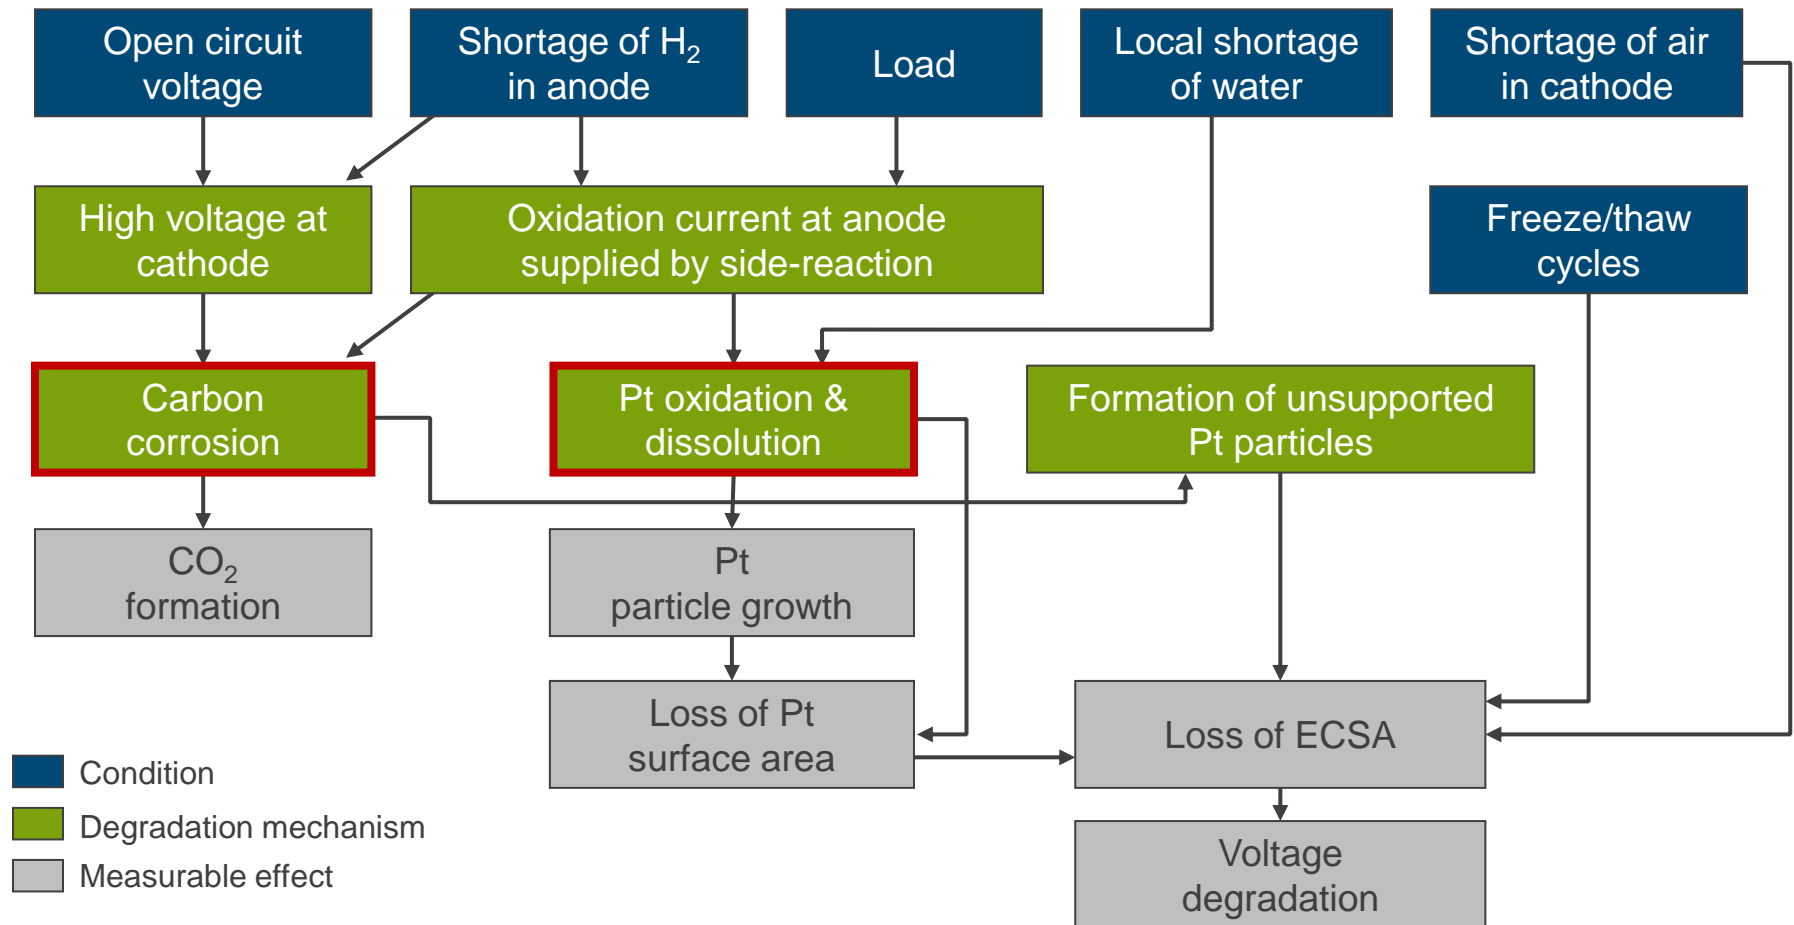 Open circuit
voltage
Shortage of H₂
in anode
Load
Local shortage
of water
Shortage of air
in cathode
High voltage at
cathode
Oxidation current at anode
supplied by side-reaction
Freeze/thaw
cycles
Carbon
corrosion
Pt oxidation &
dissolution
Formation of unsupported
Pt particles
CO₂
formation
Pt
particle growth
Loss of Pt
surface area
Loss of ECSA
Voltage
degradation
Condition
Degradation mechanism
Measurable effect